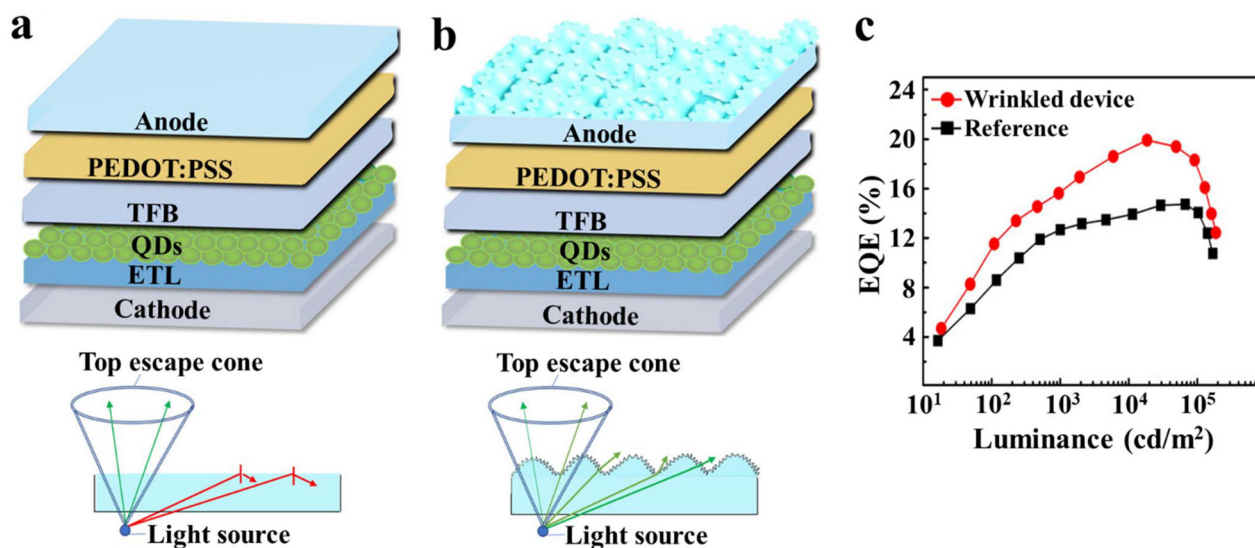 a
Anode
PEDOT:PSS
TFB
QDs
ETL
Cathode
Top escape cone
Light source
b
Anode
PEDOT:PSS
TFB
QDs
ETL
Cathode
Top escape cone
Light source
c
24
20
16
12
8
4
EQE (%)
Wrinkled device
Reference
10¹ 10² 10³ 10⁴ 10⁵
Luminance (cd/m²)